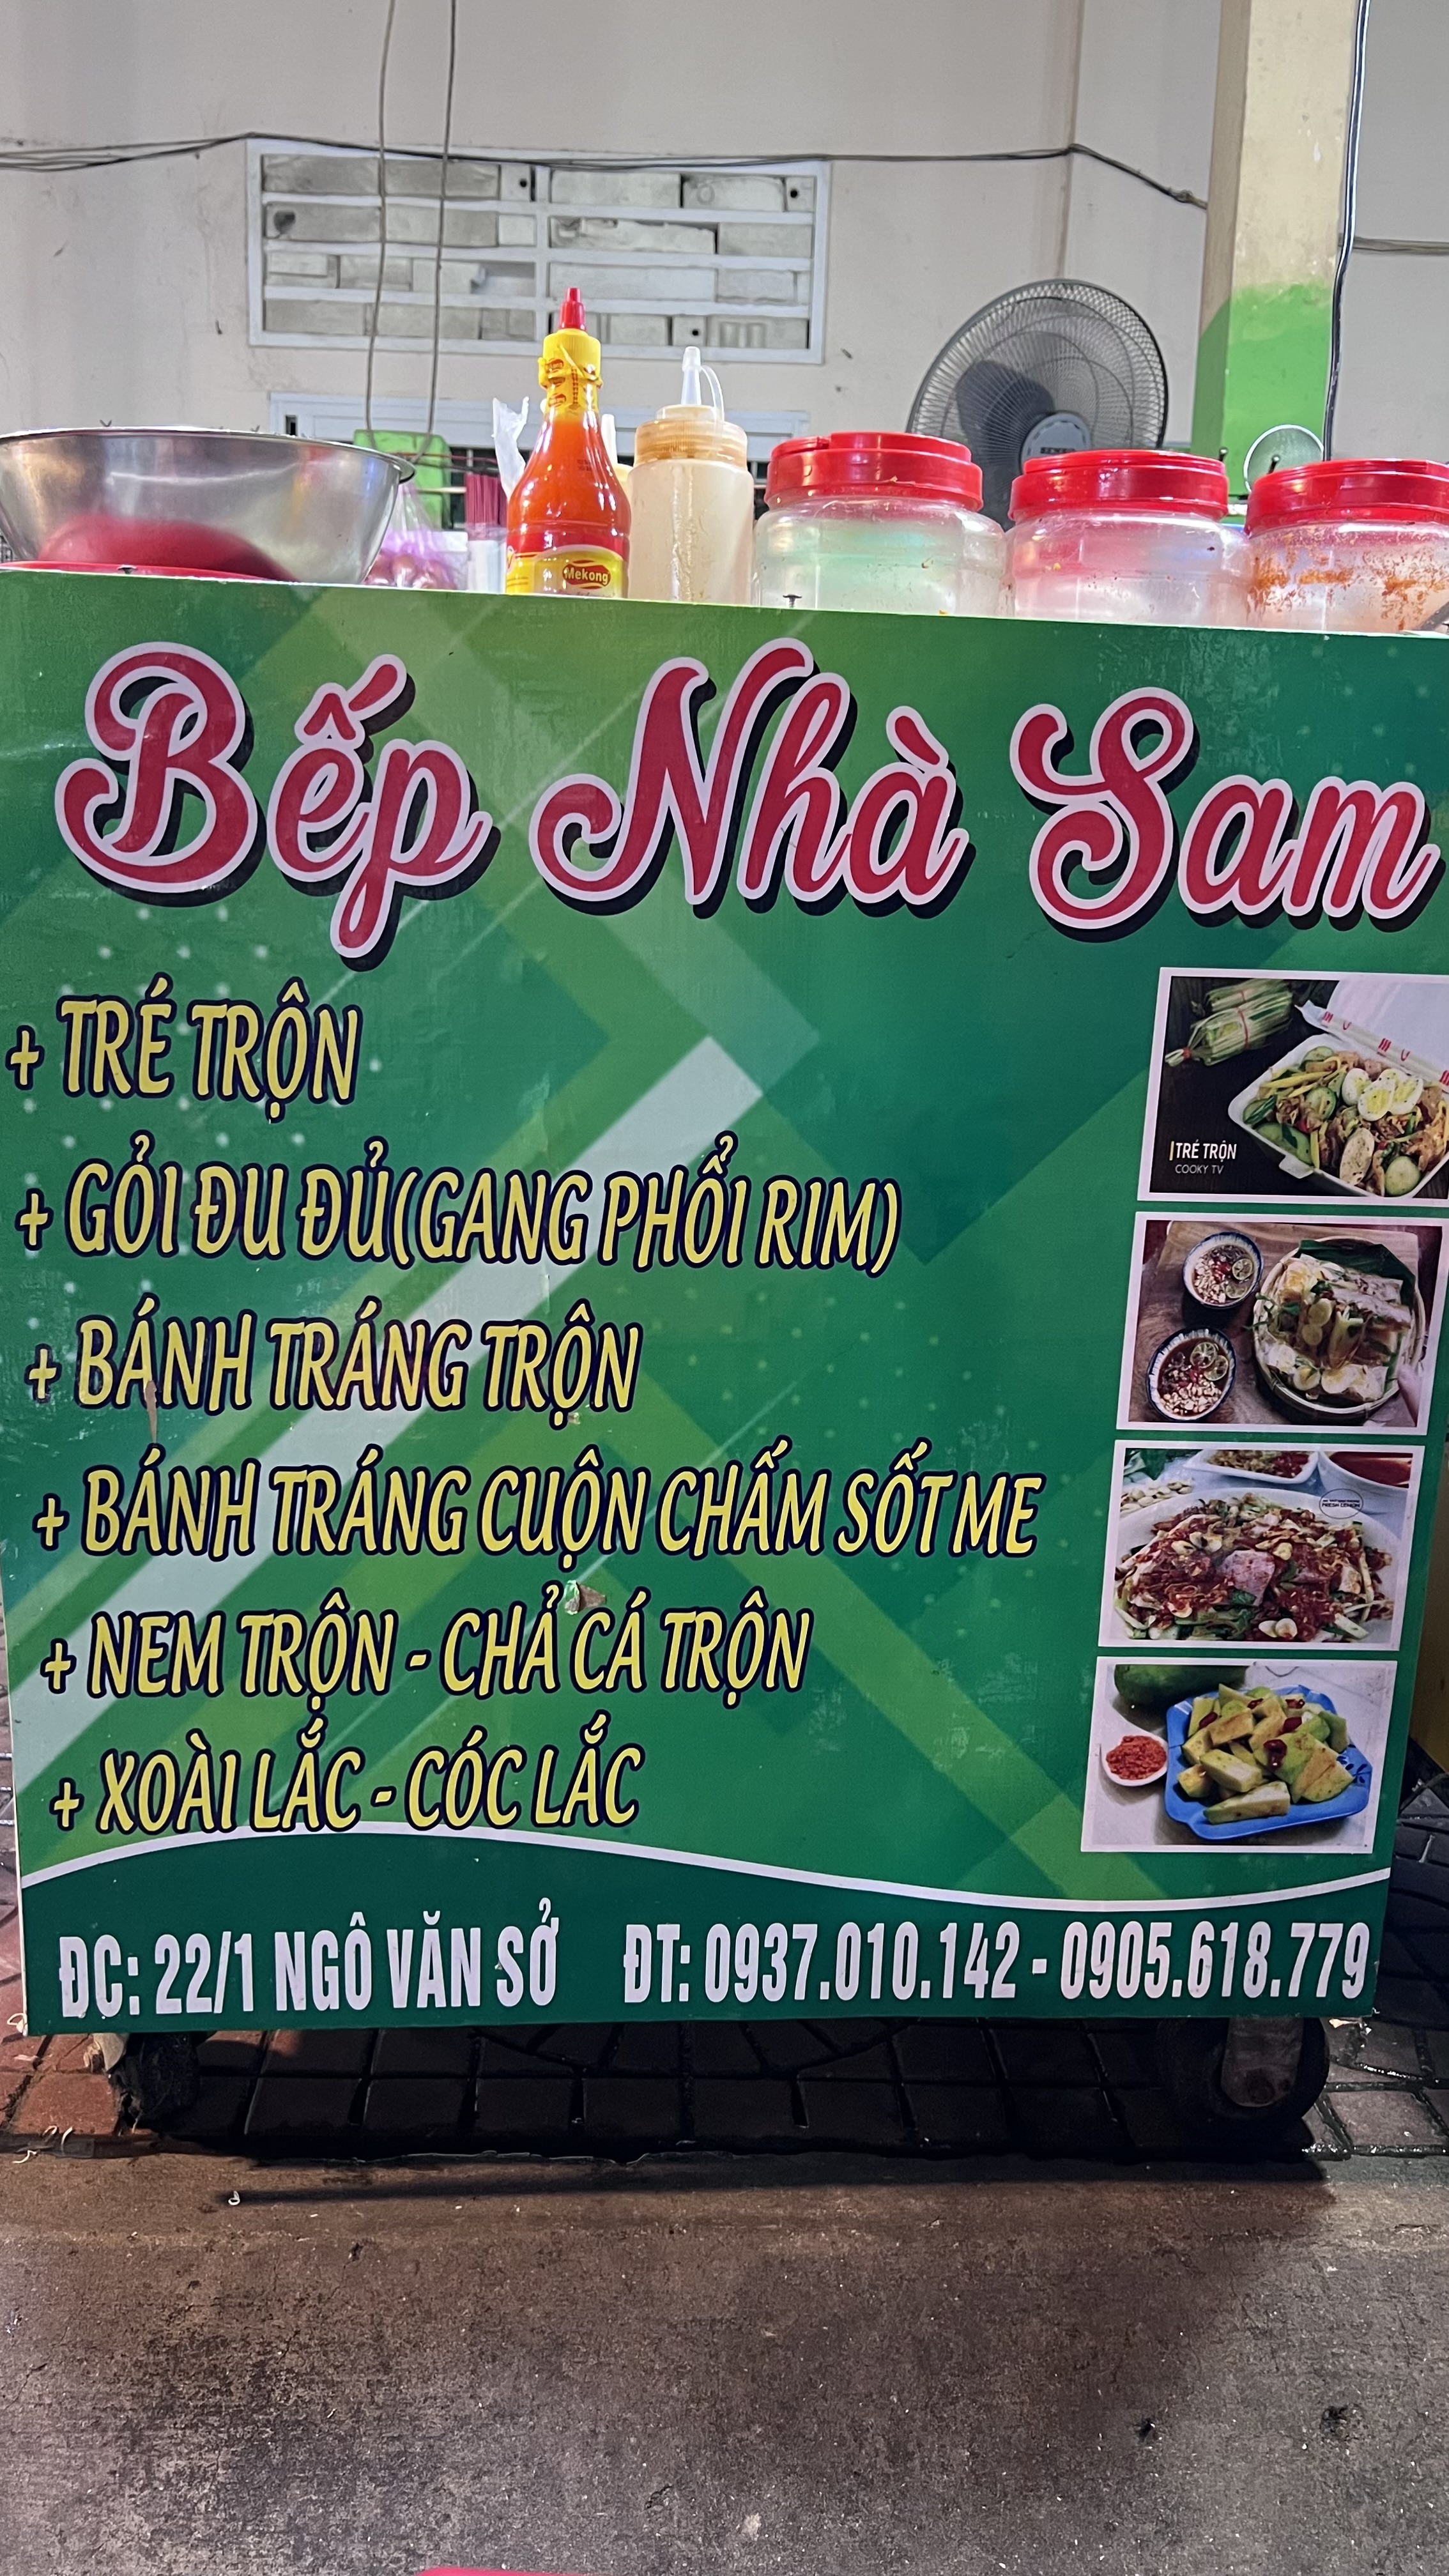 Mekong
Bếp Nhà Sam
+ TRÉ TRỘN
+ GỎI ĐU ĐỦ(GANG PHỔI RIM)
+ BÁNH TRÁNG TRỘN
+ BÁNH TRÁNG CUỘN CHẤM SỐT ME
+ NEM TRỘN - CHẢ CÁ TRỘN
+ XOÀI LẮC - CÓC LẮC
TRÉ TRỘN
COOKY TV
ĐC: 22/1 NGÔ VĂN SỞ ĐT: 0937.010.142 - 0905.618.779